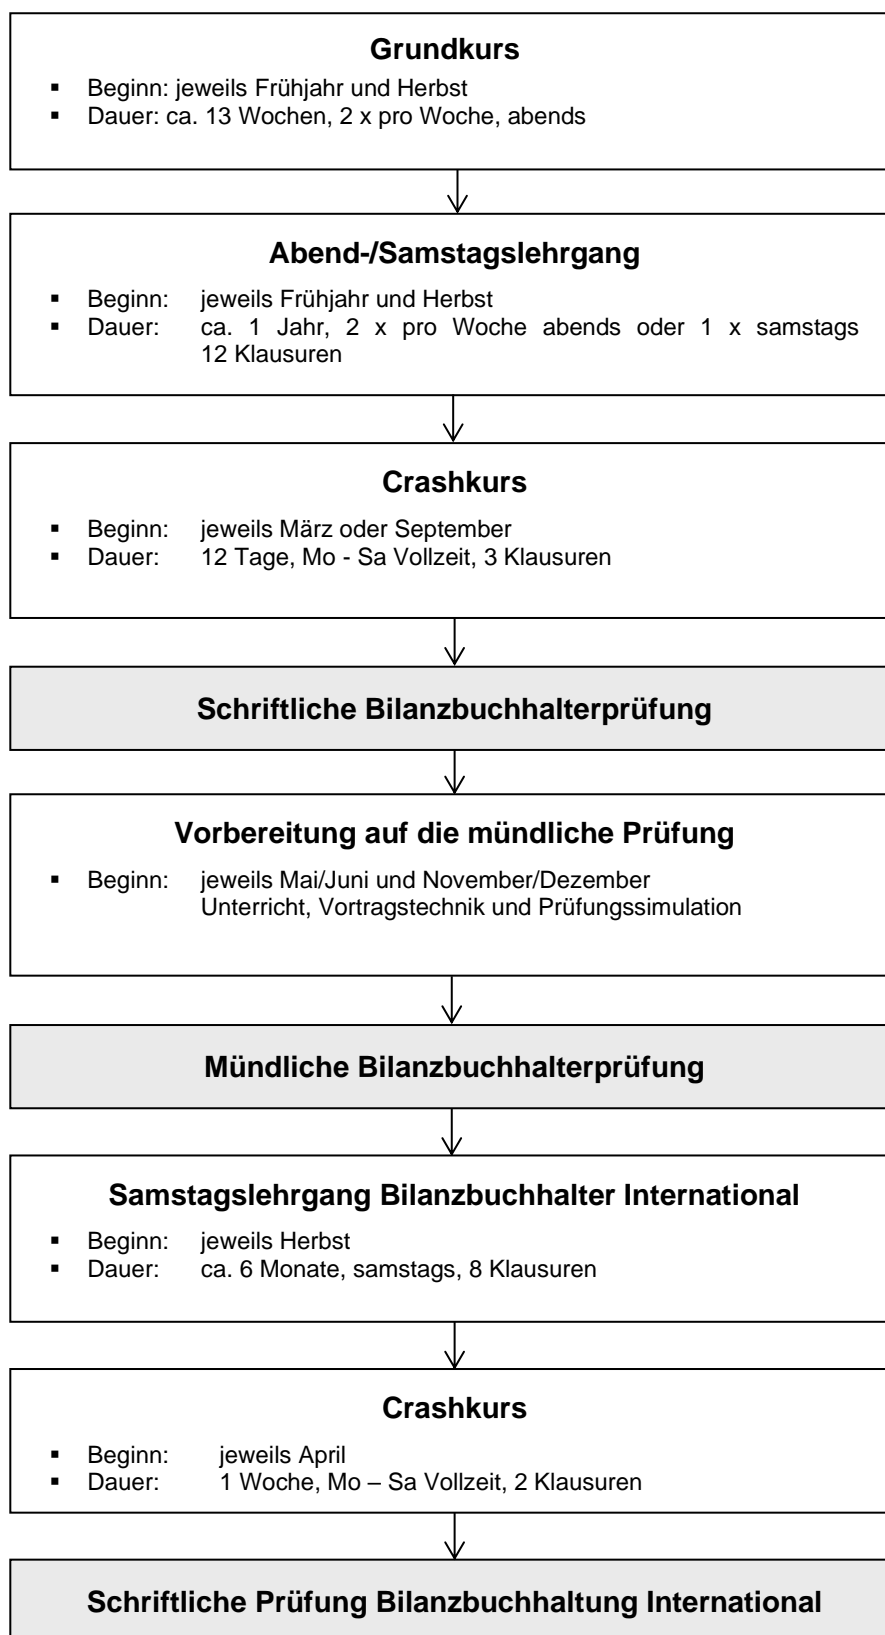 Grundkurs
▪ Beginn: jeweils Frühjahr und Herbst
▪ Dauer: ca. 13 Wochen, 2 x pro Woche, abends
Abend-/Samstagslehrgang
▪ Beginn: jeweils Frühjahr und Herbst
▪ Dauer: ca. 1 Jahr, 2 x pro Woche abends oder 1 x samstags
12 Klausuren
Crashkurs
▪ Beginn: jeweils März oder September
▪ Dauer: 12 Tage, Mo - Sa Vollzeit, 3 Klausuren
Schriftliche Bilanzbuchhalterprüfung
Vorbereitung auf die mündliche Prüfung
▪ Beginn: jeweils Mai/Juni und November/Dezember
Unterricht, Vortragstechnik und Prüfungssimulation
Mündliche Bilanzbuchhalterprüfung
Samstagslehrgang Bilanzbuchhalter International
▪ Beginn: jeweils Herbst
▪ Dauer: ca. 6 Monate, samstags, 8 Klausuren
Crashkurs
▪ Beginn: jeweils April
▪ Dauer: 1 Woche, Mo – Sa Vollzeit, 2 Klausuren
Schriftliche Prüfung Bilanzbuchhaltung International